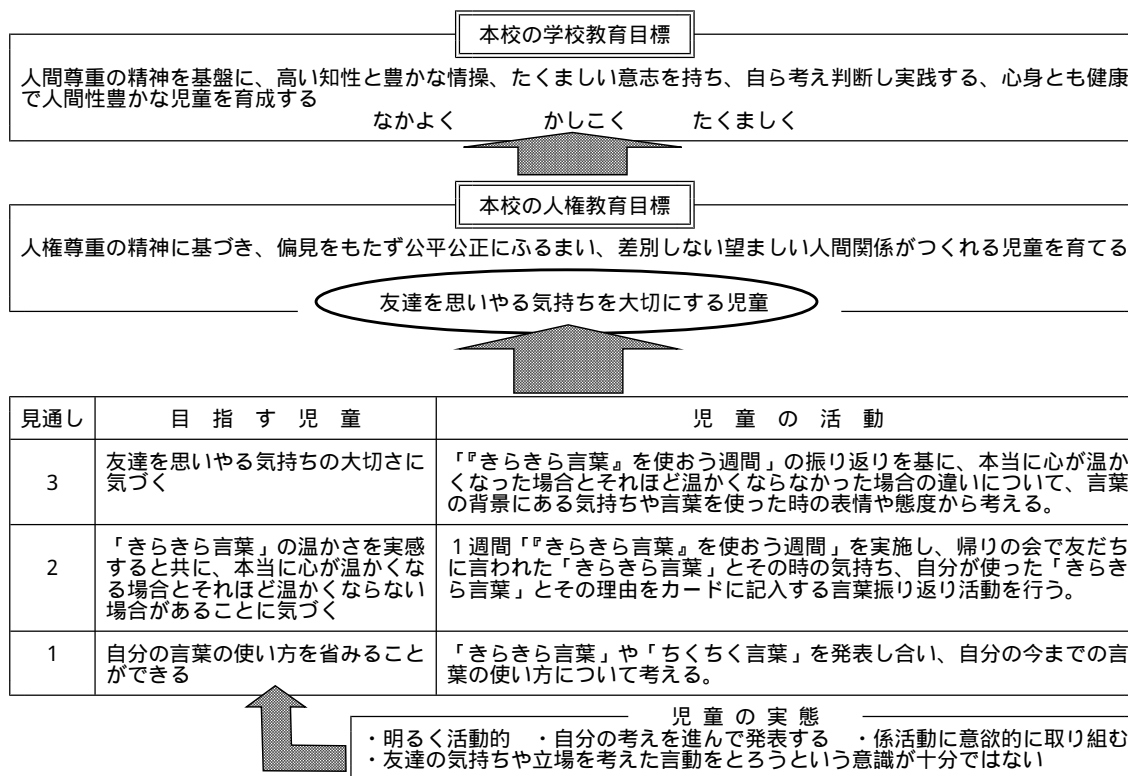 本校の学校教育目標
人間尊重の精神を基盤に、高い知性と豊かな情操、たくましい意志を持ち、自ら考え判断し実践する、心身とも健康
で人間性豊かな児童を育成する
なかよく かしこく たくましく
本校の人権教育目標
人権尊重の精神に基づき、偏見をもたず公平公正にふるまい、差別しない望ましい人間関係がつくれる児童を育てる
友達を思いやる気持ちを大切にする児童
見通し 目指す児童 児童の活動
3
友達を思いやる気持ちの大切さに
気づく
「『きらきら言葉』を使おう週間」の振り返りを基に、本当に心が温か
くなった場合とそれほど温かくならなかった場合の違いについて、言葉
の背景にある気持ちや言葉を使った時の表情や態度から考える。
2
「きらきら言葉」の温かさを実感
すると共に、本当に心が温かくな
る場合とそれほど温かくならない
場合があることに気づく
1週間「『きらきら言葉』を使おう週間」を実施し、帰りの会で友だち
に言われた「きらきら言葉」とその時の気持ち、自分が使った「きらき
ら言葉」とその理由をカードに記入する言葉振り返り活動を行う。
1
自分の言葉の使い方を省みること
ができる
「きらきら言葉」や「ちくちく言葉」を発表し合い、自分の今までの言
葉の使い方について考える。
児童の実態
・明るく活動的 ・自分の考えを進んで発表する ・係活動に意欲的に取り組む
・友達の気持ちや立場を考えた言動をとろうという意識が十分ではない